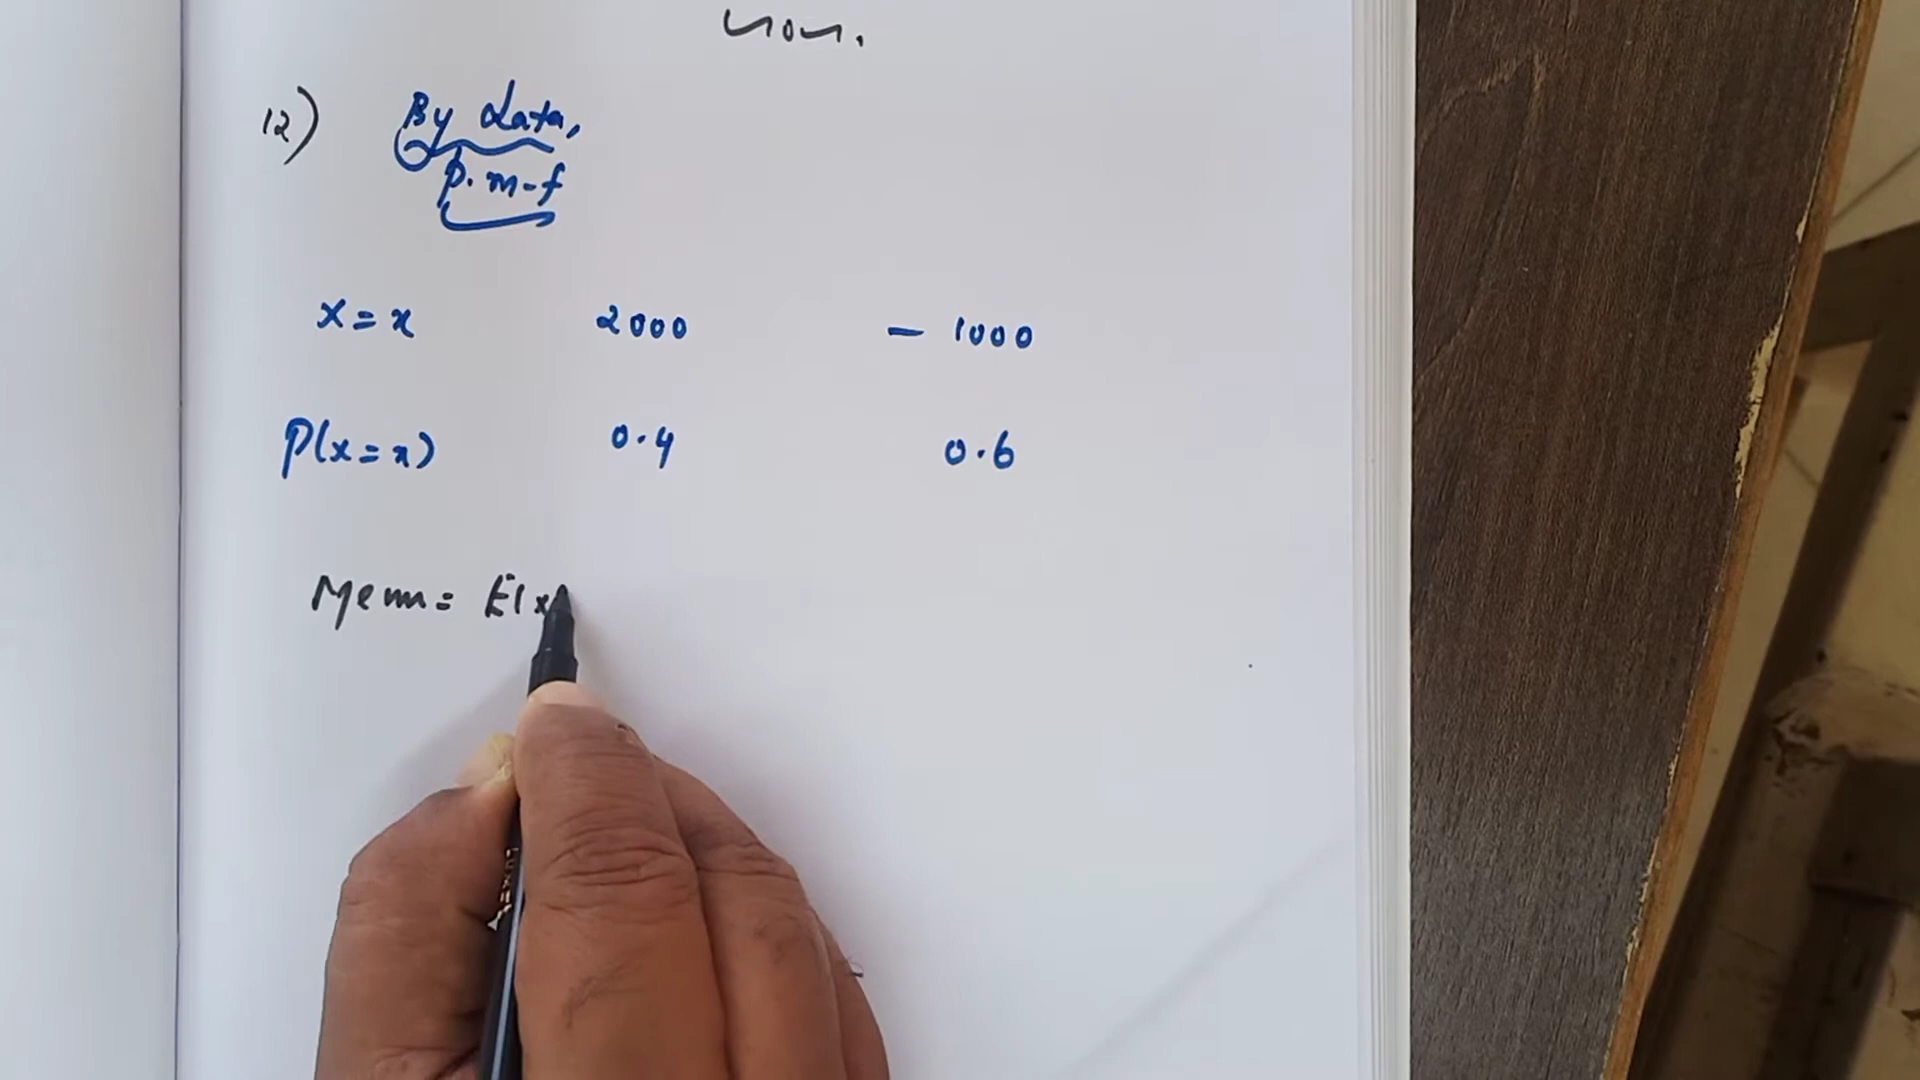 12) By data,
p.m.f
x = x 2000 - 1000
P(x = x) 0.4 0.6
Mean = E(x